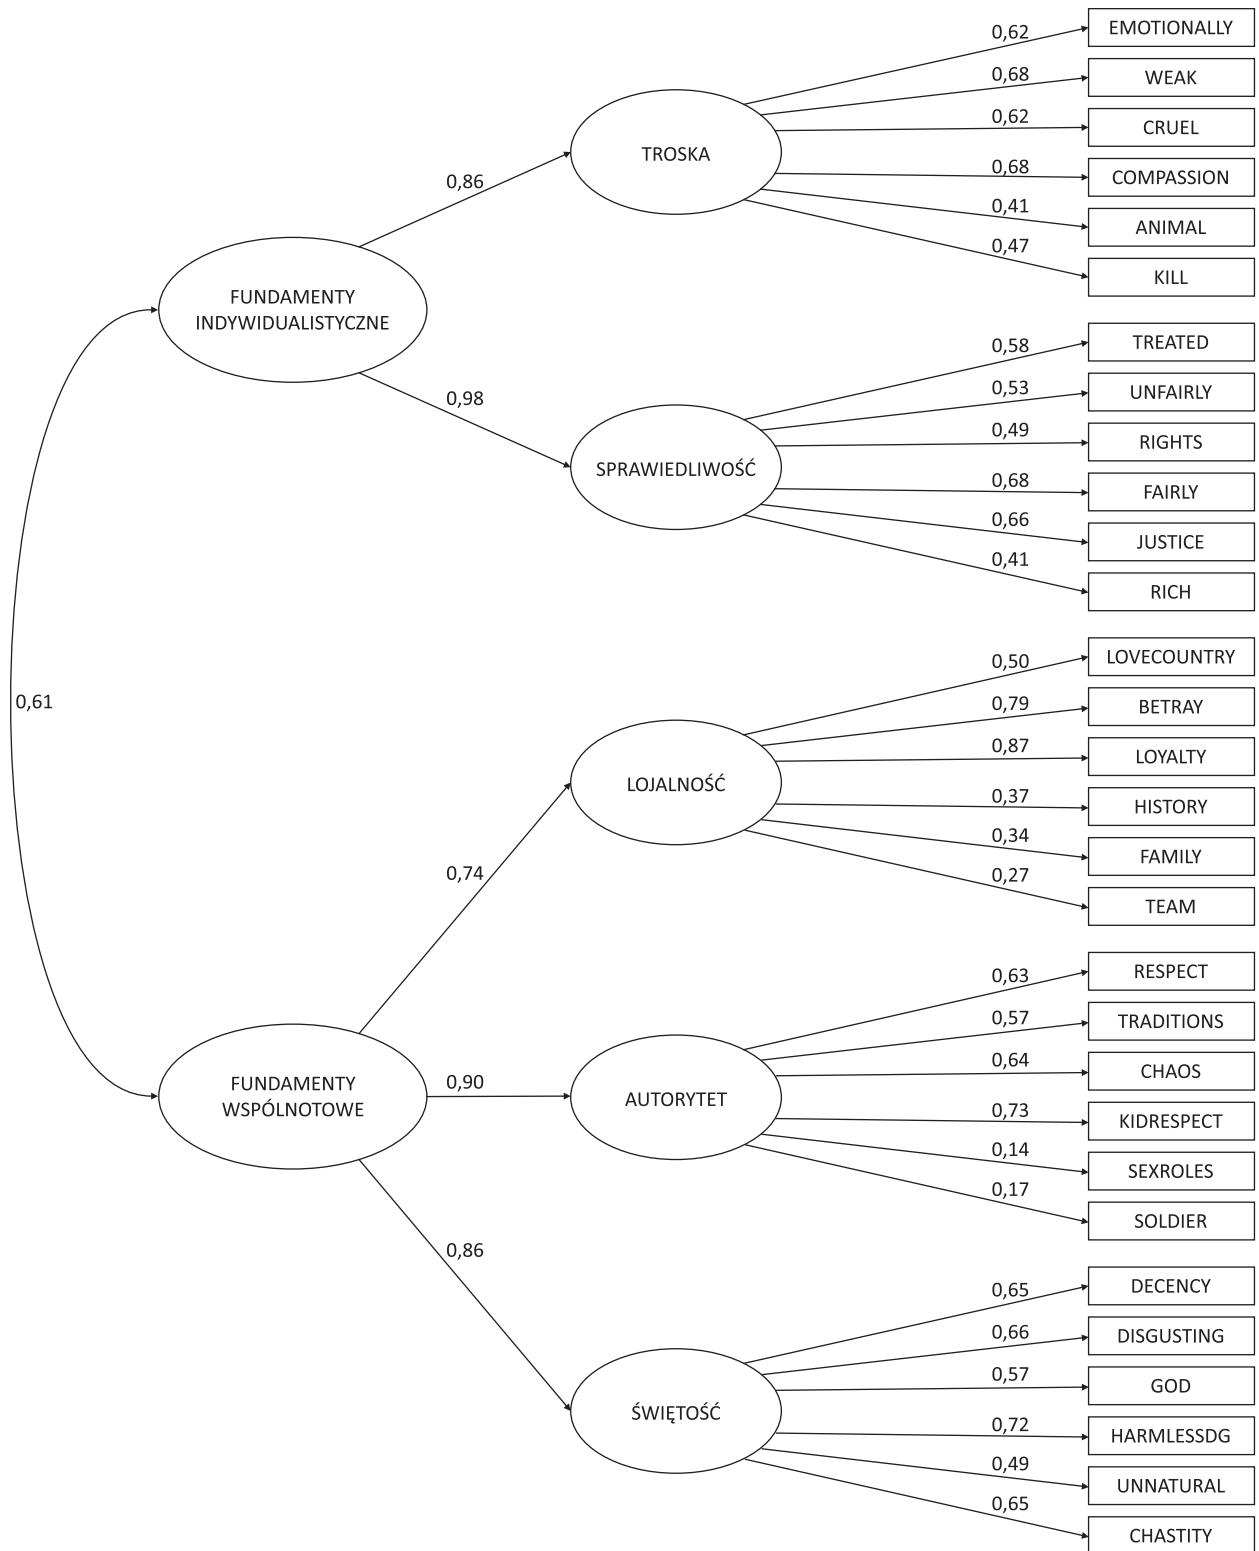 0,62
EMOTIONALLY
0,68
WEAK
0,62
CRUEL
TROSKA
0,68
COMPASSION
0,86
0,41
ANIMAL
0,47
KILL
FUNDAMENTY
INDYWIDUALISTYCZNE
0,58
TREATED
0,53
UNFAIRLY
0,98
0,49
RIGHTS
SPRAWIEDLIWOŚĆ
0,68
FAIRLY
0,66
JUSTICE
0,41
RICH
0,50
LOVECOUNTRY
0,61
0,79
BETRAY
0,87
LOYALTY
LOJALNOŚĆ
0,37
HISTORY
0,34
FAMILY
0,74
0,27
TEAM
0,63
RESPECT
0,57
TRADITIONS
0,64
CHAOS
FUNDAMENTY
WSPÓLNOTOWE
0,90
AUTORYTET
0,73
KIDRESPECT
0,14
SEXROLES
0,17
SOLDIER
0,86
0,65
DECENCY
0,66
DISGUSTING
0,57
GOD
ŚWIĘTOŚĆ
0,72
HARMLESSDG
0,49
UNNATURAL
0,65
CHASTITY